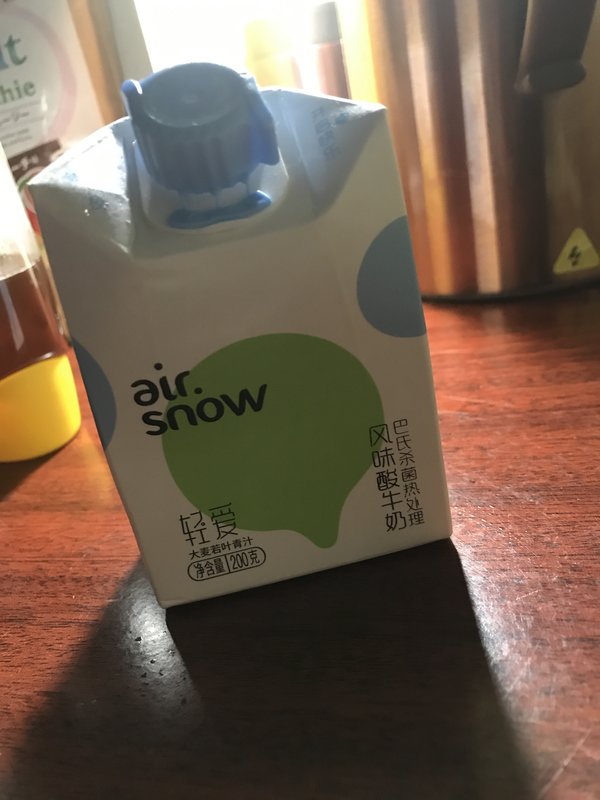 air.
snow
轻爱
大麦若叶青汁
净含量 200克
巴氏杀菌热处理
风味酸牛奶
hie